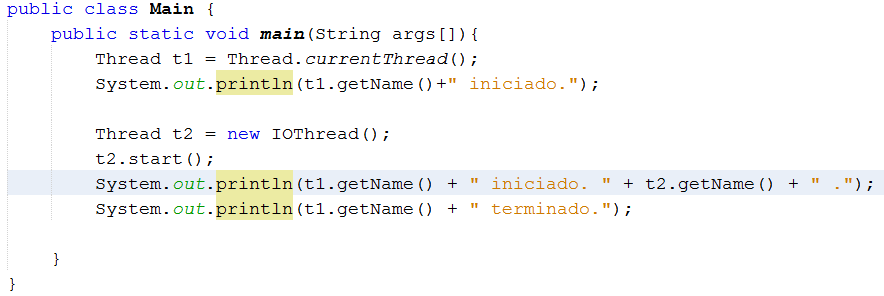 public class Main {
public static void main(String args[]){
Thread t1 = Thread.currentThread();
System.out.println(t1.getName()+" iniciado.");
Thread t2 = new IOThread();
t2.start();
System.out.println(t1.getName() + " iniciado. " + t2.getName() + " .");
System.out.println(t1.getName() + " terminado.");
}
}